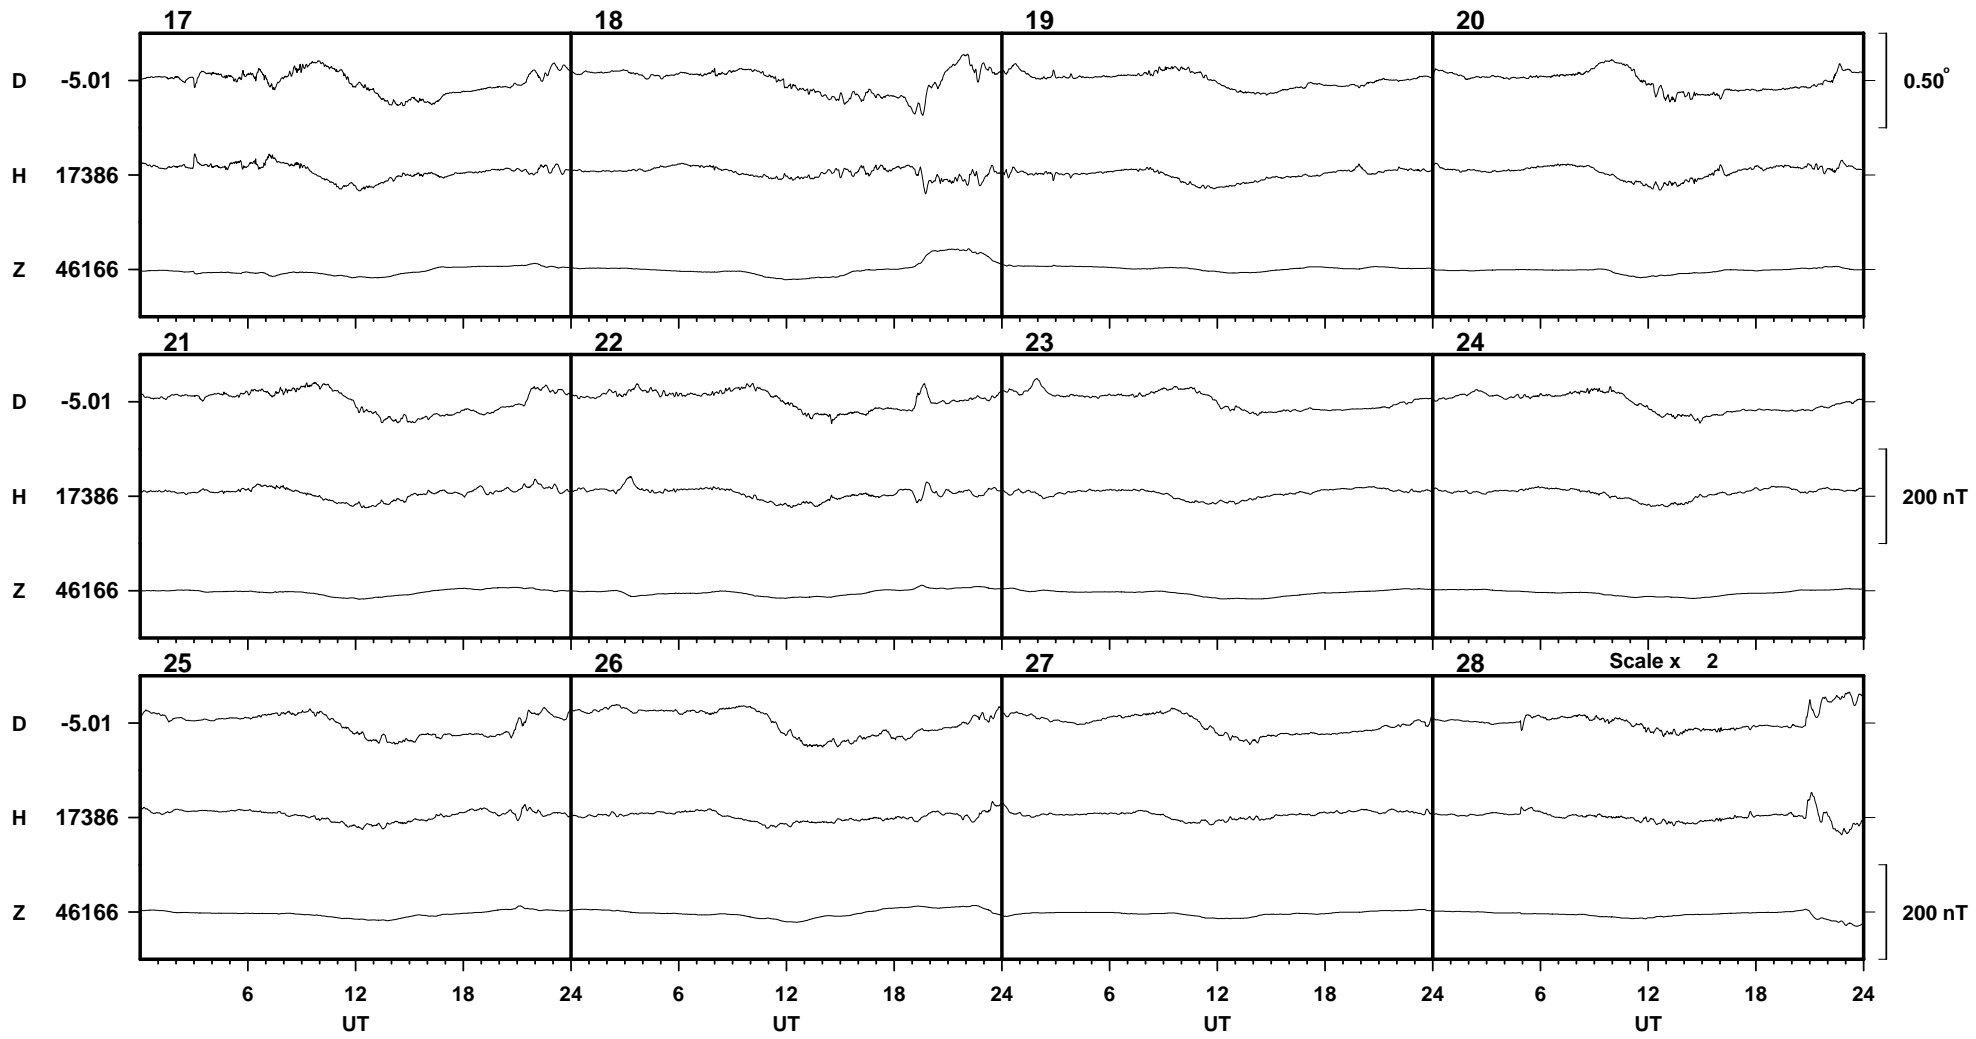 17 18 19 20
D -5.01 0.50°
H 17386
Z 46166
21 22 23 24
D -5.01
H 17386 200 nT
Z 46166
25 26 27 28 Scale x 2
D -5.01
H 17386
Z 46166 200 nT
6 12 18 24 6 12 18 24 6 12 18 24 6 12 18 24
UT UT UT UT